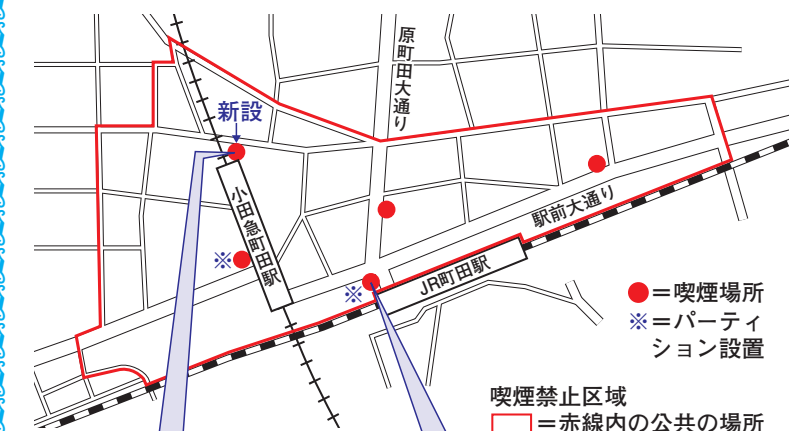 原町田大通り
新設
小田急町田駅
※
駅前大通り
JR町田駅
※
●=喫煙場所
※=パーティ
ション設置
喫煙禁止区域
=赤線内の公共の場所